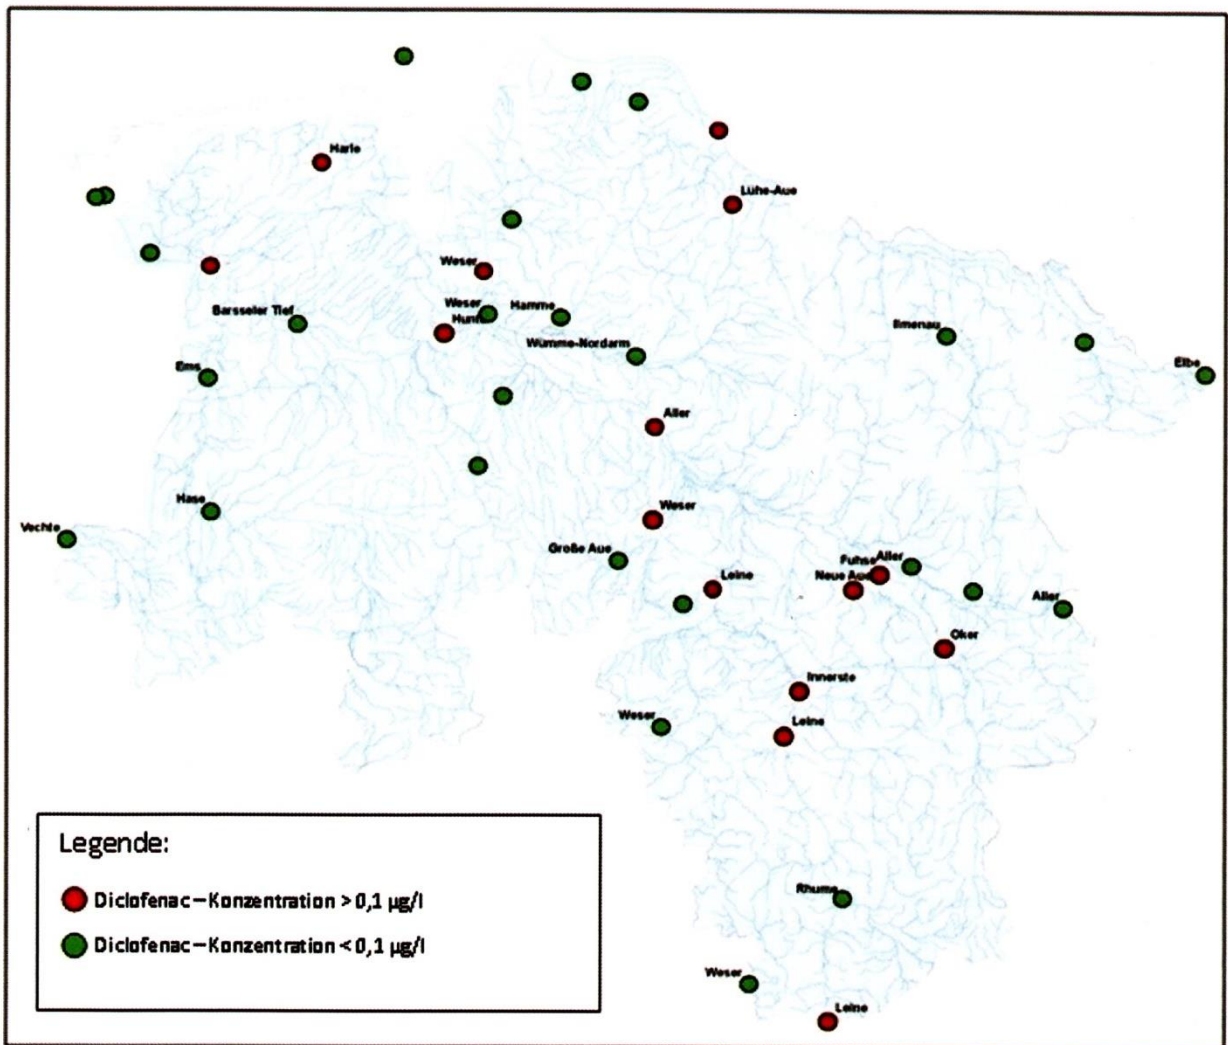 Harle
Lühe-Aue
Weser
Weser
Hamme
Barsseler Tief
Wümme-Nordarm
Ilmenau
Elbe
Ems
Aller
Hase
Weser
Vechte
Große Aue
Fuhse
Aller
Leine
Neue Aue
Aller
Oker
Innerste
Weser
Leine
Legende:
Diclofenac – Konzentration > 0,1 µg/l
Rhume
Diclofenac – Konzentration < 0,1 µg/l
Weser
Leine